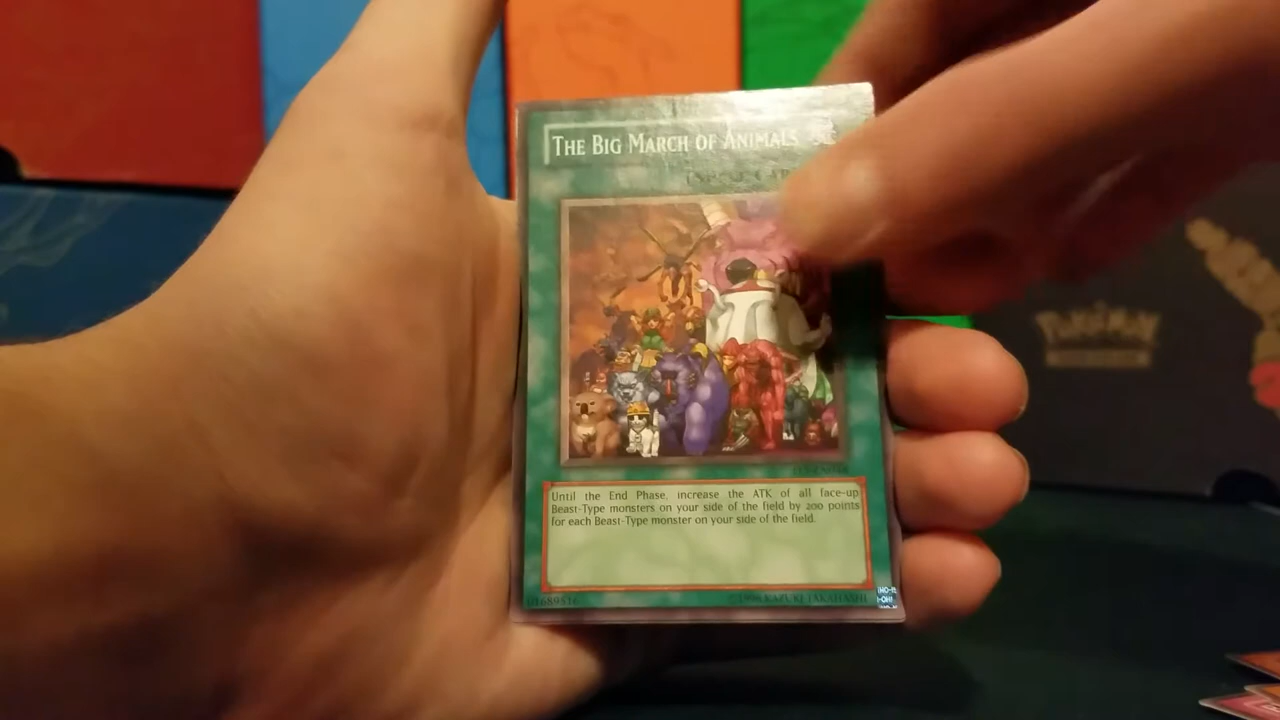 THE BIG MARCH OF ANIMALS
Until the End Phase, increase the ATK of all face-up
Beast-Type monsters on your side of the field by 200 points
for each Beast-Type monster on your side of the field.
©1996 KAZUKI TAKAHASHI
POKÉMON